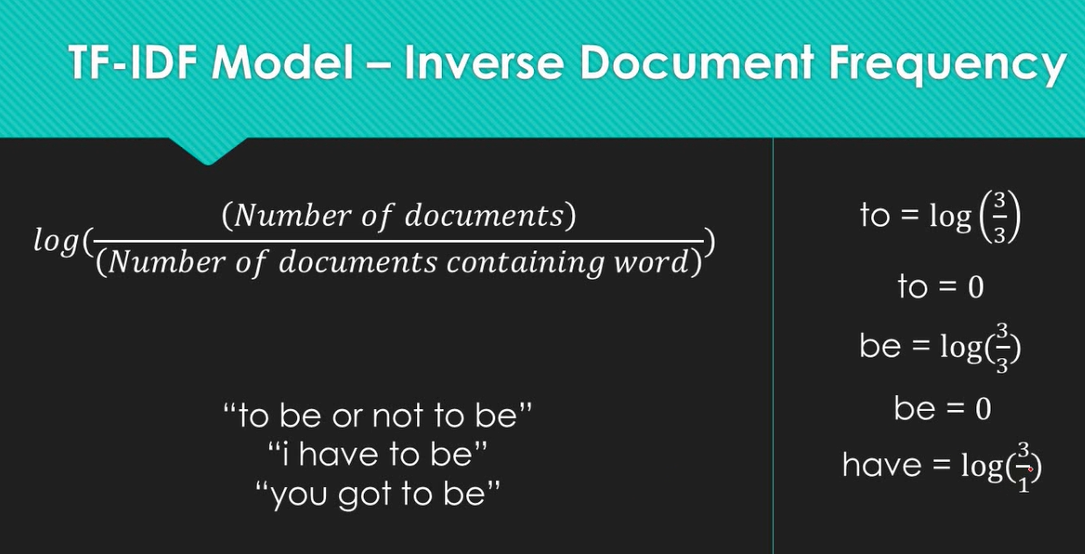 TF-IDF Model – Inverse Document Frequency
log((Number of documents)/(Number of documents containing word))
“to be or not to be”
“i have to be”
“you got to be”
to = log(3/3)
to = 0
be = log(3/3)
be = 0
have = log(3/1)